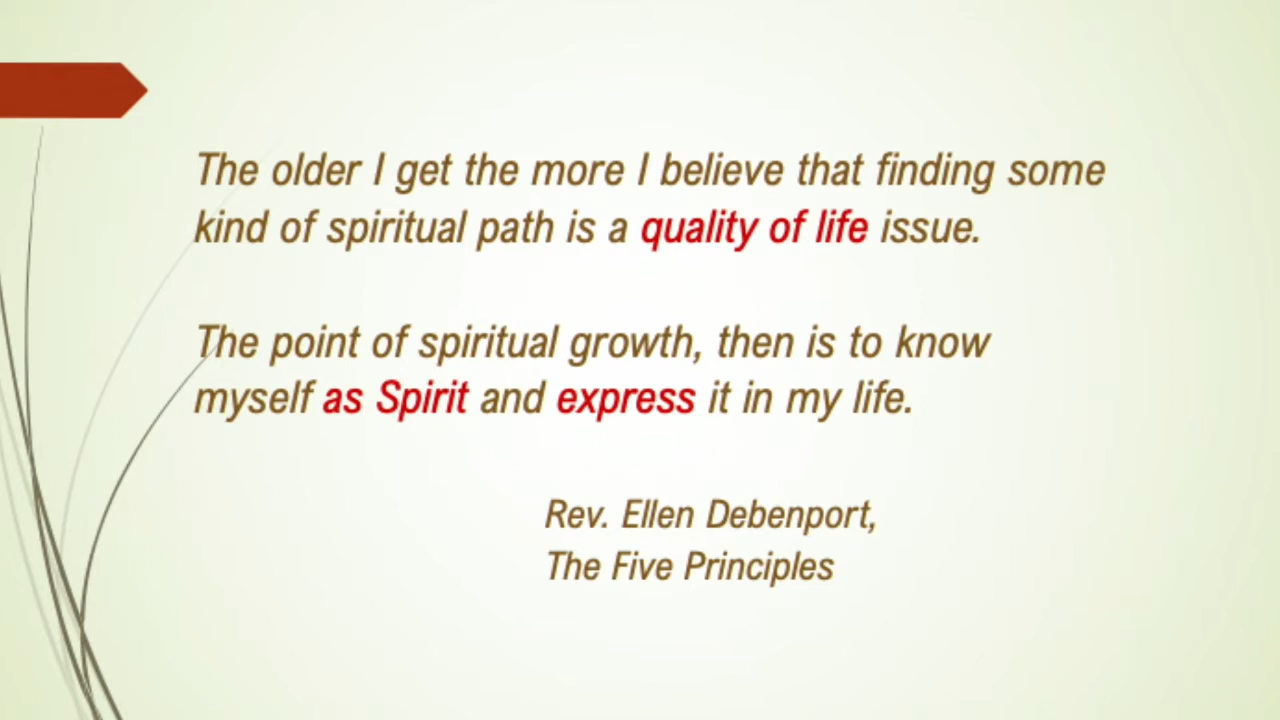 The older I get the more I believe that finding some
kind of spiritual path is a quality of life issue.
The point of spiritual growth, then is to know
myself as Spirit and express it in my life.
Rev. Ellen Debenport,
The Five Principles